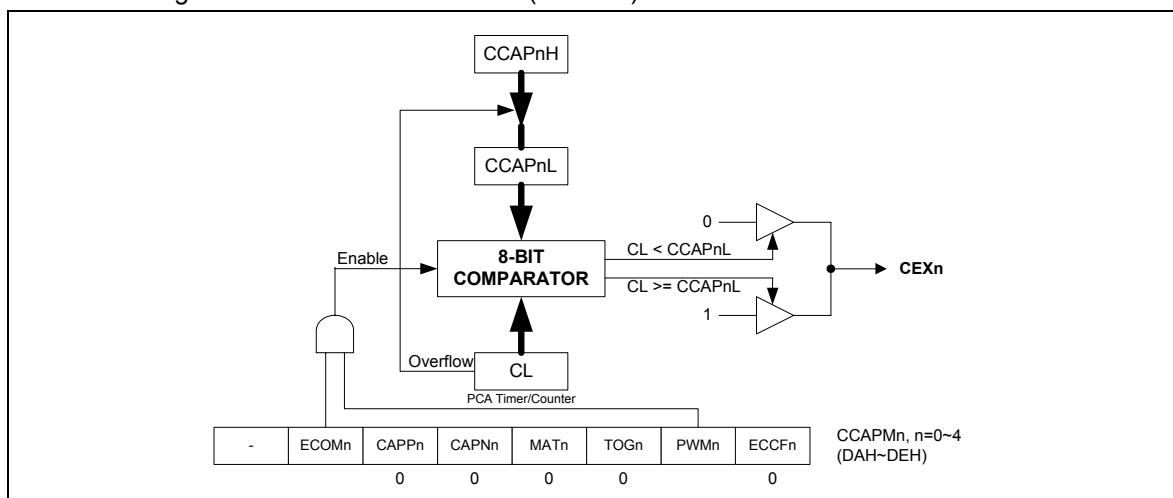 CCAPnH
CCAPnL
0
CL < CCAPnL
Enable
8-BIT
COMPARATOR
CEXn
CL >= CCAPnL
1
Overflow
CL
PCA Timer/Counter
- ECOMn CAPPn CAPNn MATn TOGn PWMn ECCFn
CCAPMn, n=0~4
(DAH~DEH)
0 0 0 0 0